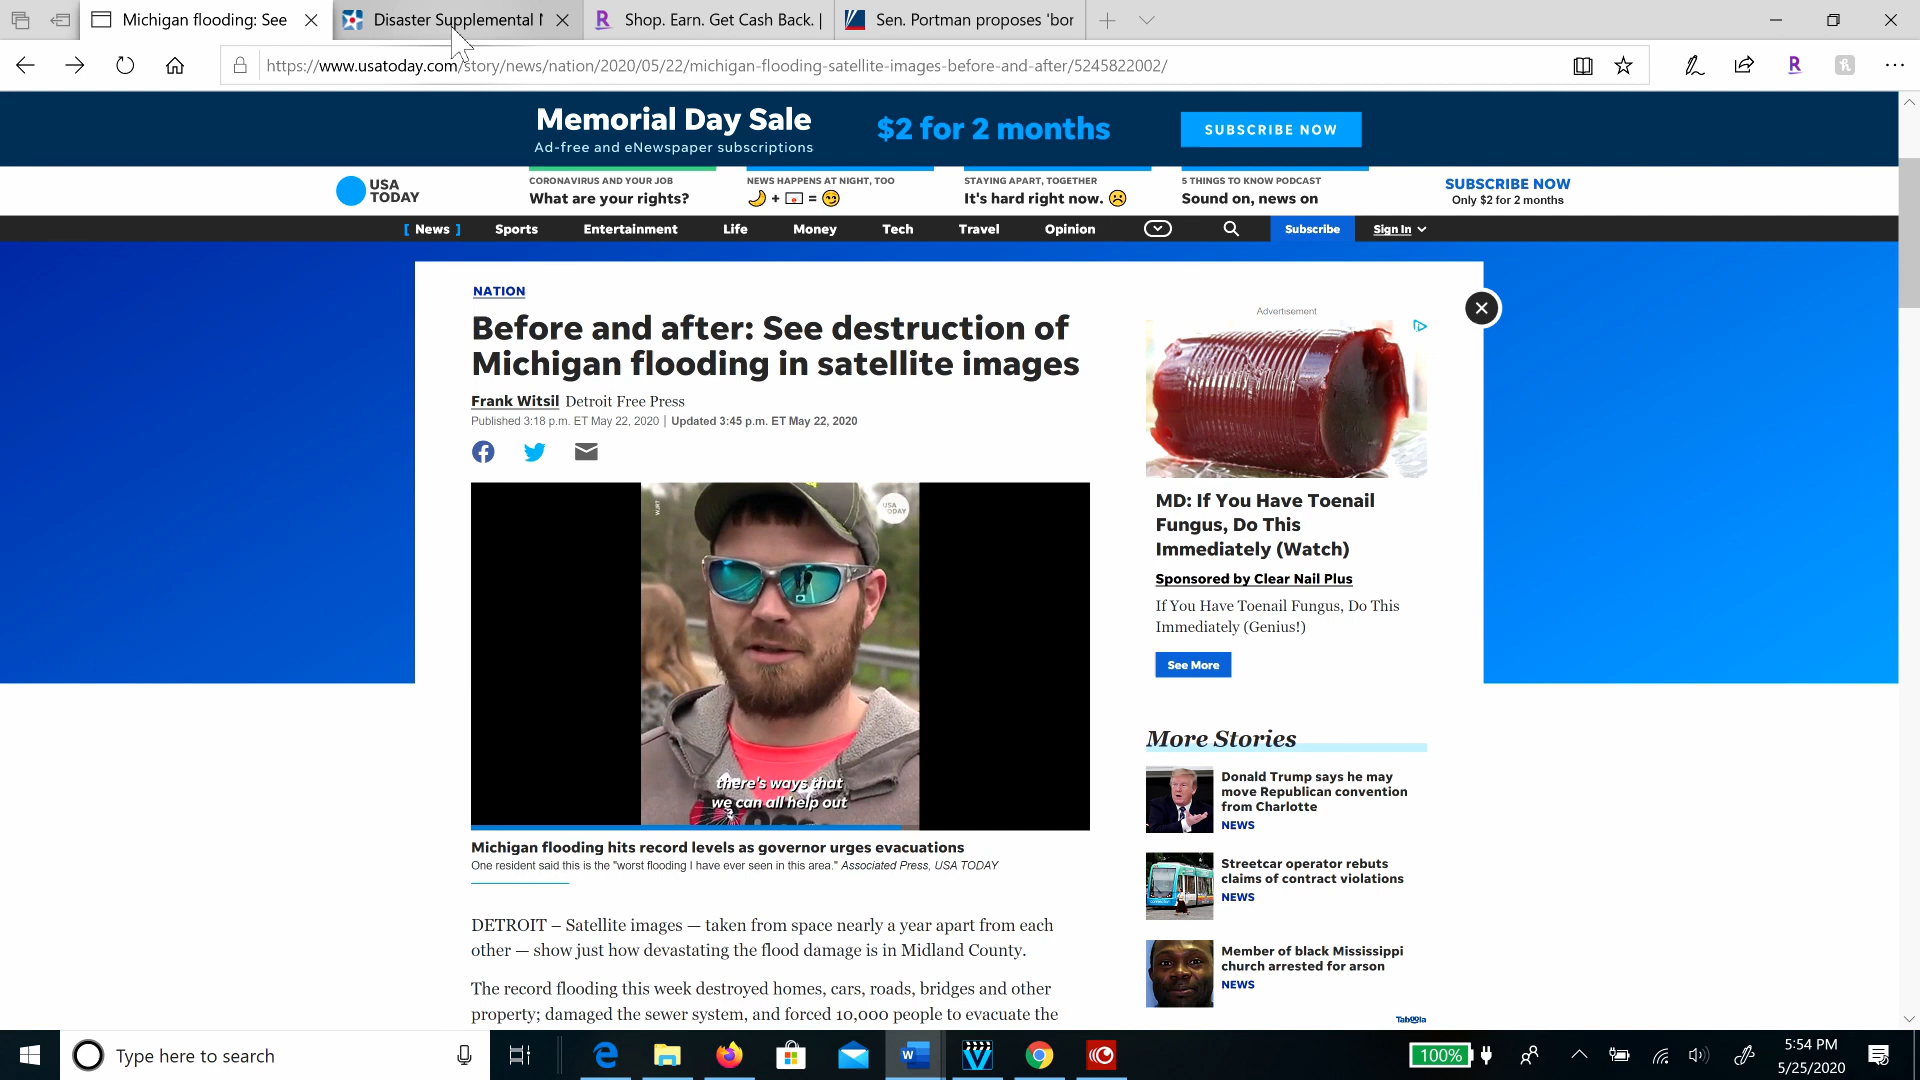 Michigan flooding: See
Disaster Supplemental
Shop. Earn. Get Cash Back. |
Sen. Portman proposes 'bor
https://www.usatoday.com/story/news/nation/2020/05/22/michigan-flooding-satellite-images-before-and-after/5245822002/
Memorial Day Sale
Ad-free and eNewspaper subscriptions
$2 for 2 months
SUBSCRIBE NOW
USA
TODAY
CORONAVIRUS AND YOUR JOB
What are your rights?
NEWS HAPPENS AT NIGHT, TOO
+ =
STAYING APART, TOGETHER
It's hard right now.
5 THINGS TO KNOW PODCAST
Sound on, news on
SUBSCRIBE NOW
Only $2 for 2 months
[ News ] Sports Entertainment Life Money Tech Travel Opinion Subscribe Sign In
NATION
Before and after: See destruction of
Michigan flooding in satellite images
Frank Witsil Detroit Free Press
Published 3:18 p.m. ET May 22, 2020 | Updated 3:45 p.m. ET May 22, 2020
WJRT
USA
TODAY
there's ways that
we can all help out
Michigan flooding hits record levels as governor urges evacuations
One resident said this is the "worst flooding I have ever seen in this area." Associated Press, USA TODAY
DETROIT – Satellite images — taken from space nearly a year apart from each
other — show just how devastating the flood damage is in Midland County.
The record flooding this week destroyed homes, cars, roads, bridges and other
property; damaged the sewer system, and forced 10,000 people to evacuate the
Advertisement
MD: If You Have Toenail
Fungus, Do This
Immediately (Watch)
Sponsored by Clear Nail Plus
If You Have Toenail Fungus, Do This
Immediately (Genius!)
See More
More Stories
Donald Trump says he may
move Republican convention
from Charlotte
NEWS
Streetcar operator rebuts
claims of contract violations
NEWS
Member of black Mississippi
church arrested for arson
NEWS
Taboola
Type here to search
100%
5:54 PM
5/25/2020